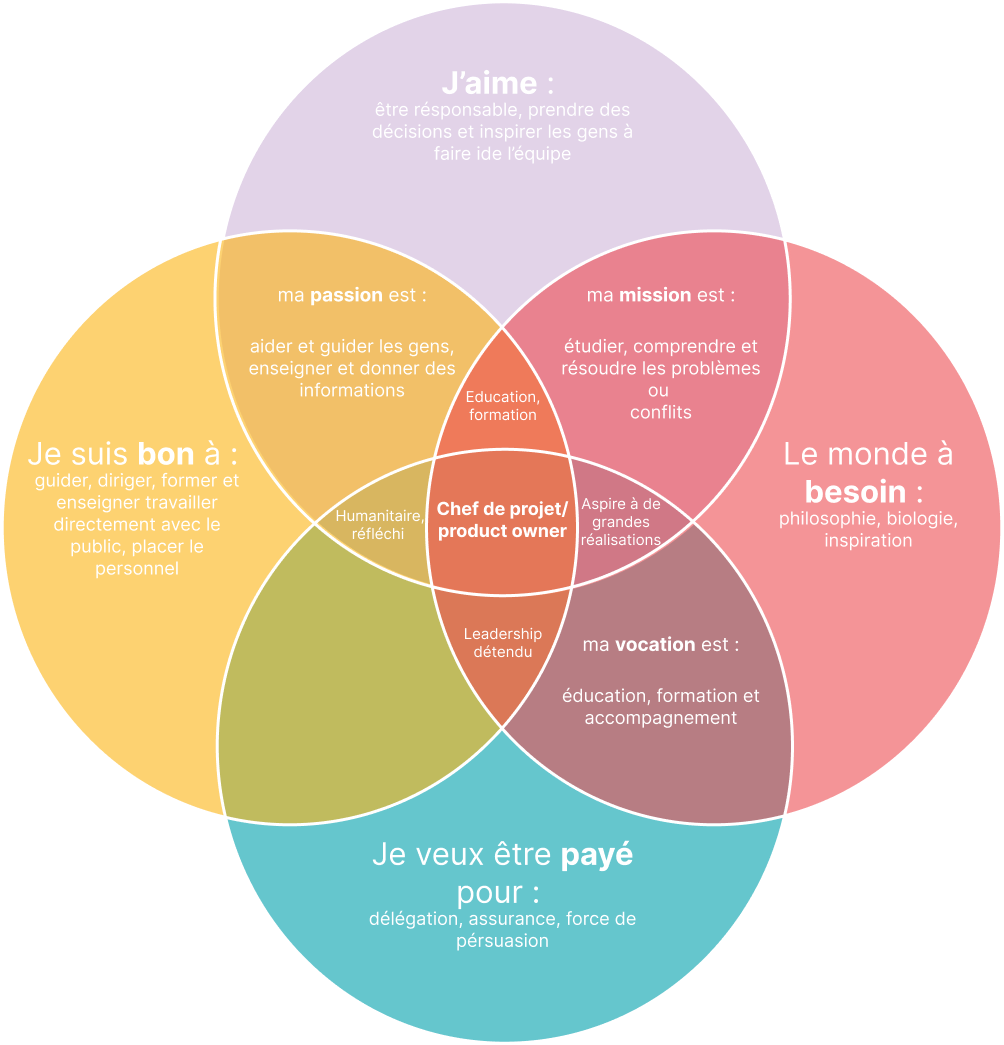 J’aime :
être résponsable, prendre des
décisions et inspirer les gens à
faire ide l’équipe
ma passion est :
aider et guider les gens,
enseigner et donner des
informations
ma mission est :
étudier, comprendre et
résoudre les problèmes
ou
conflits
Education,
formation
Je suis bon à :
guider, diriger, former et
enseigner travailler
directement avec le
public, placer le
personnel
Humanitaire,
réfléchi
Chef de projet/
product owner
Aspire à de
grandes
réalisations
Le monde à
besoin :
philosophie, biologie,
inspiration
Leadership
détendu
ma vocation est :
éducation, formation et
accompagnement
Je veux être payé
pour :
délégation, assurance, force de
pérsuasion